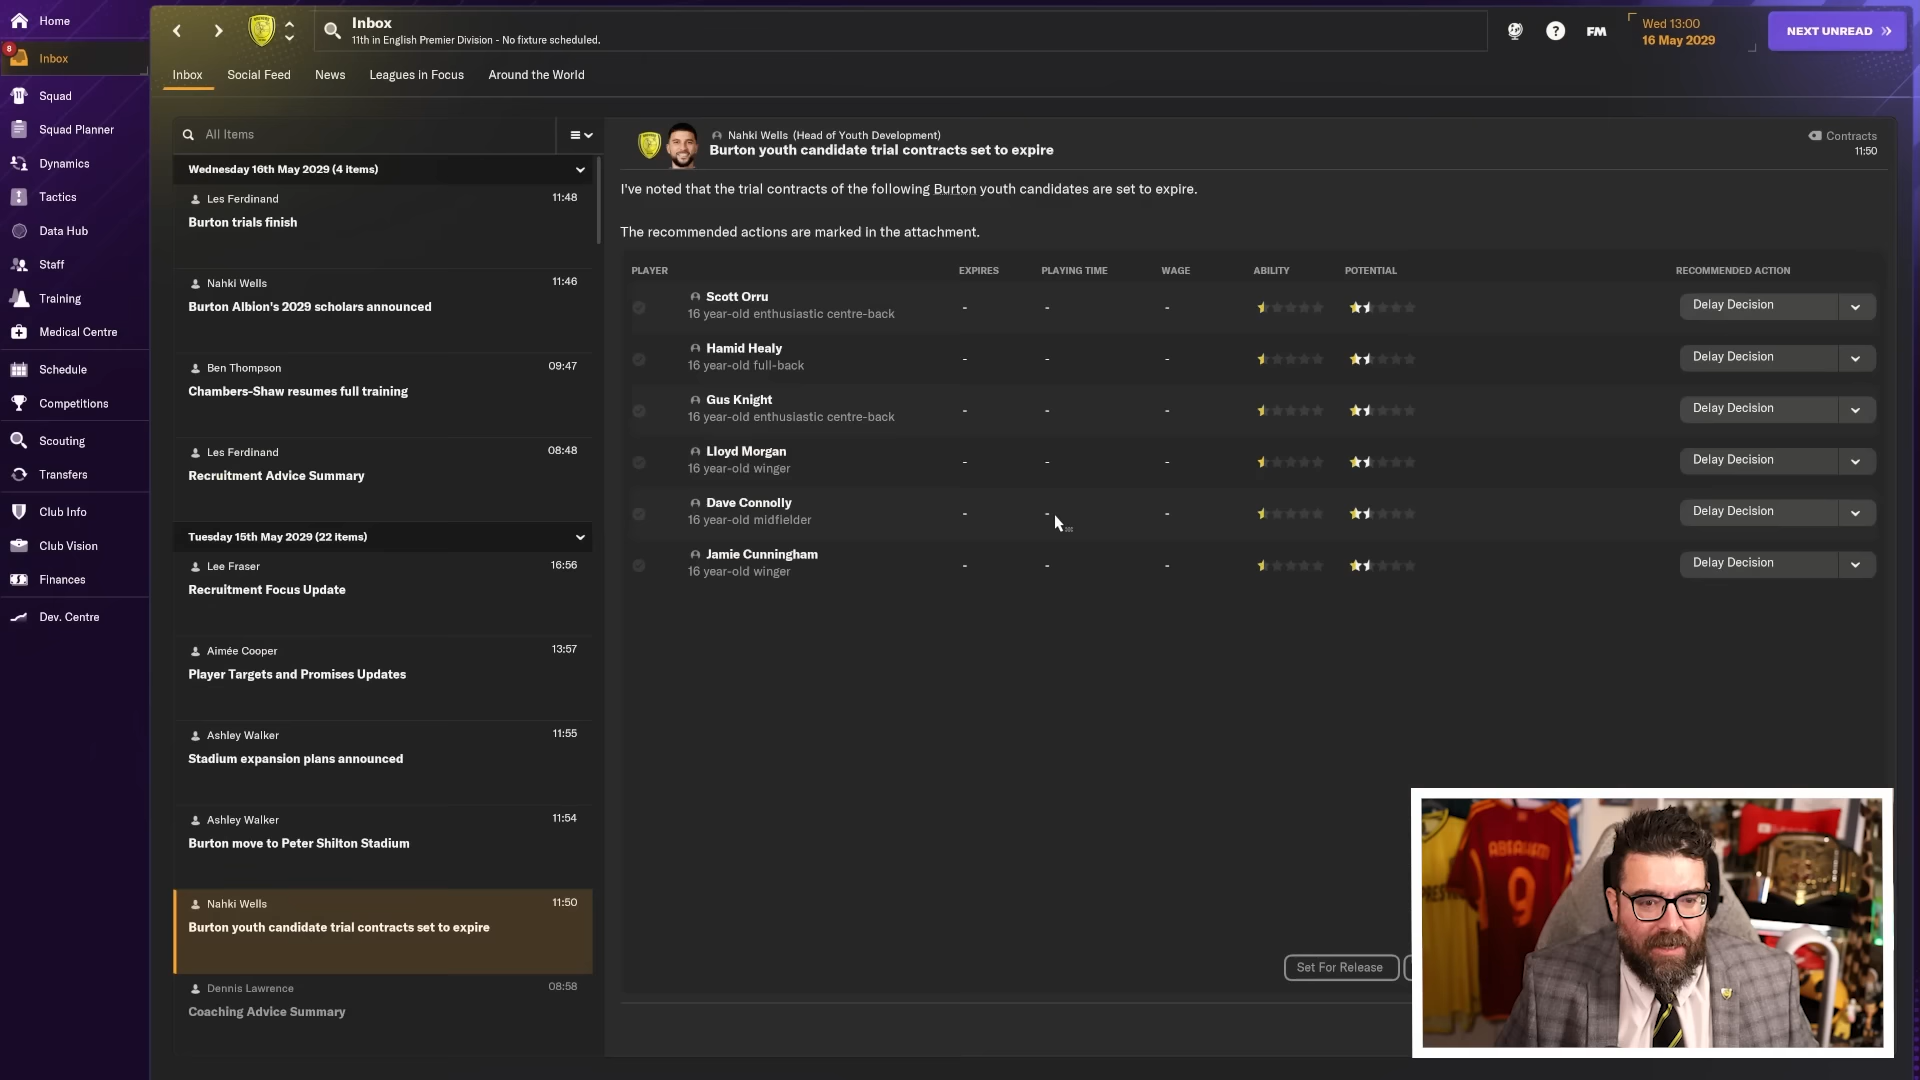 Home
8
Inbox
Squad
Squad Planner
Dynamics
Tactics
Data Hub
Staff
Training
Medical Centre
Schedule
Competitions
Scouting
Transfers
Club Info
Club Vision
Finances
Dev. Centre
Inbox
11th in English Premier Division - No fixture scheduled.
?
FM
Wed 13:00
16 May 2029
NEXT UNREAD
Inbox
Social Feed
News
Leagues in Focus
Around the World
All Items
Wednesday 16th May 2029 (4 items)
Les Ferdinand
11:48
Burton trials finish
Nahki Wells
11:46
Burton Albion's 2029 scholars announced
Ben Thompson
09:47
Chambers-Shaw resumes full training
Les Ferdinand
08:48
Recruitment Advice Summary
Tuesday 15th May 2029 (22 items)
Lee Fraser
16:56
Recruitment Focus Update
Aimée Cooper
13:57
Player Targets and Promises Updates
Ashley Walker
11:55
Stadium expansion plans announced
Ashley Walker
11:54
Burton move to Peter Shilton Stadium
Nahki Wells
11:50
Burton youth candidate trial contracts set to expire
Dennis Lawrence
08:58
Coaching Advice Summary
Nahki Wells (Head of Youth Development)
Burton youth candidate trial contracts set to expire
Contracts
11:50
I've noted that the trial contracts of the following Burton youth candidates are set to expire.
The recommended actions are marked in the attachment.
PLAYER EXPIRES PLAYING TIME WAGE ABILITY POTENTIAL RECOMMENDED ACTION
Scott Orru
16 year-old enthusiastic centre-back
- - -
Delay Decision
Hamid Healy
16 year-old full-back
- - -
Delay Decision
Gus Knight
16 year-old enthusiastic centre-back
- - -
Delay Decision
Lloyd Morgan
16 year-old winger
- - -
Delay Decision
Dave Connolly
16 year-old midfielder
- - -
Delay Decision
Jamie Cunningham
16 year-old winger
- - -
Delay Decision
Set For Release
ABRAHAM
9